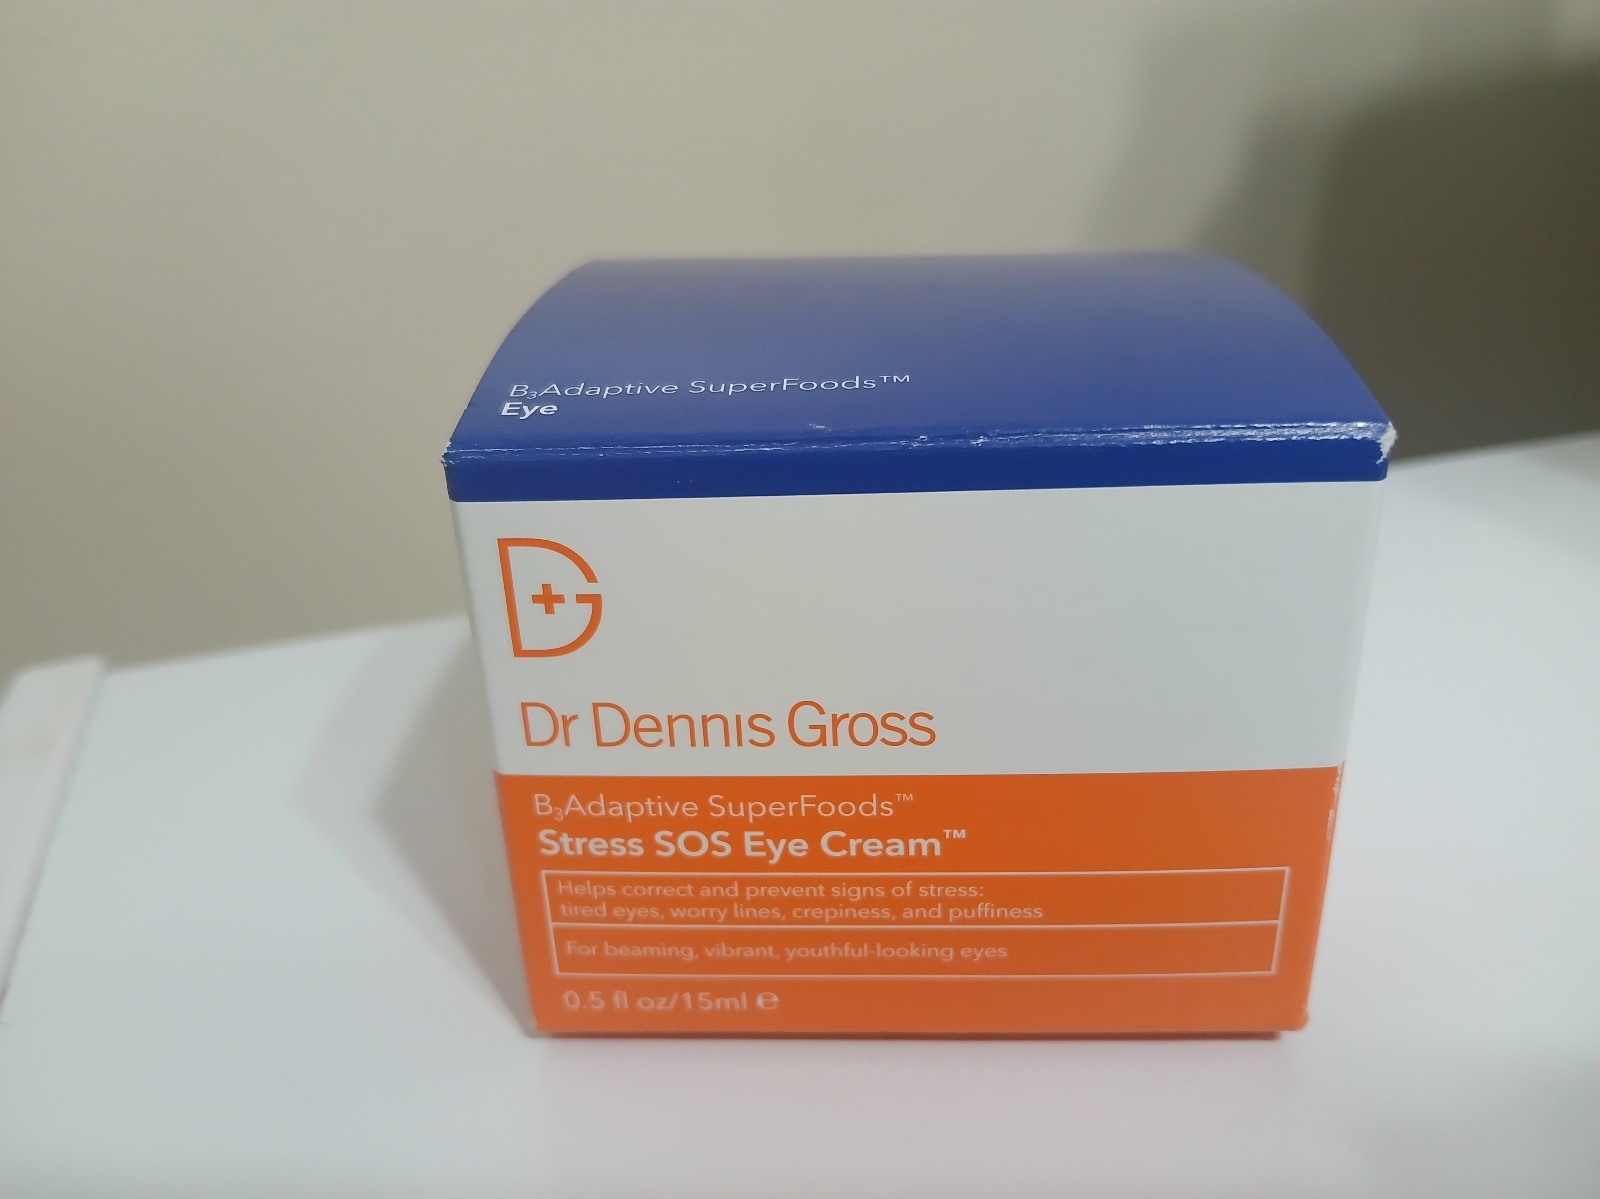 B₃Adaptive SuperFoods™
Eye
D+G
Dr Dennis Gross
B₃Adaptive SuperFoods™
Stress SOS Eye Cream™
Helps correct and prevent signs of stress:
tired eyes, worry lines, crepiness, and puffiness
For beaming, vibrant, youthful-looking eyes
0.5 fl oz/15ml ℮